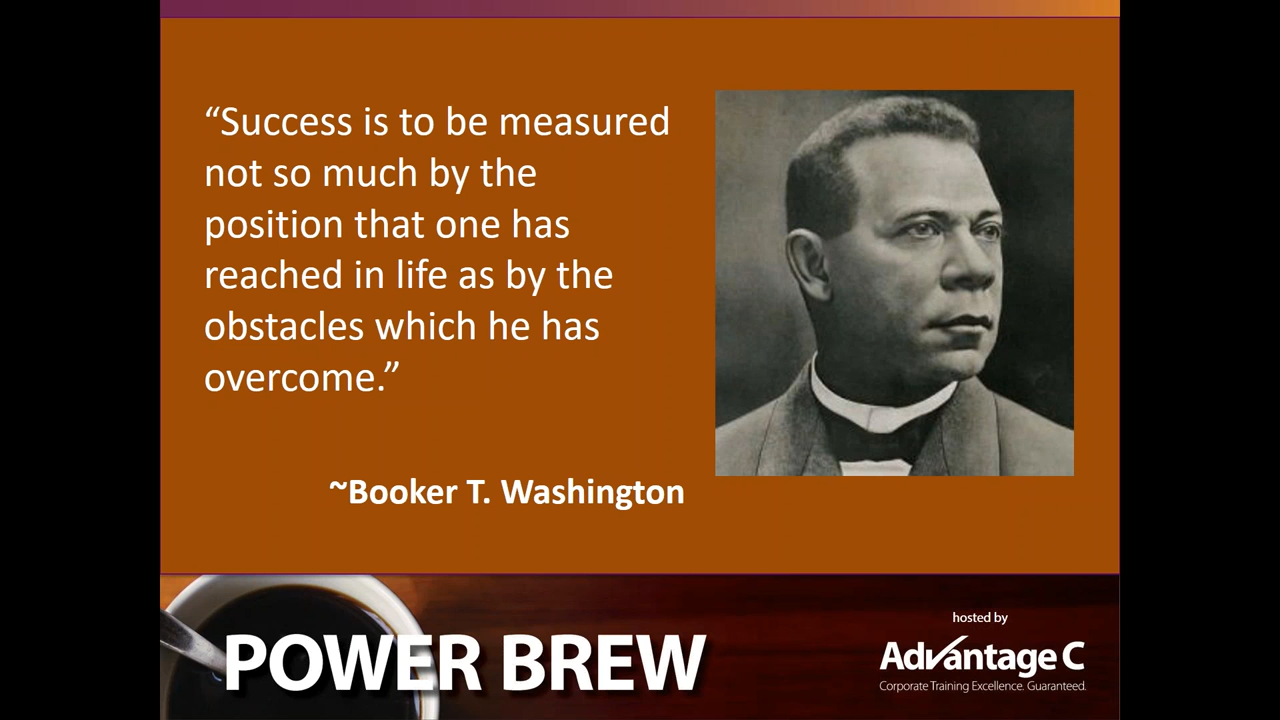 “Success is to be measured
not so much by the
position that one has
reached in life as by the
obstacles which he has
overcome.”
~Booker T. Washington
POWER BREW
hosted by
Advantage C
Corporate Training Excellence. Guaranteed.